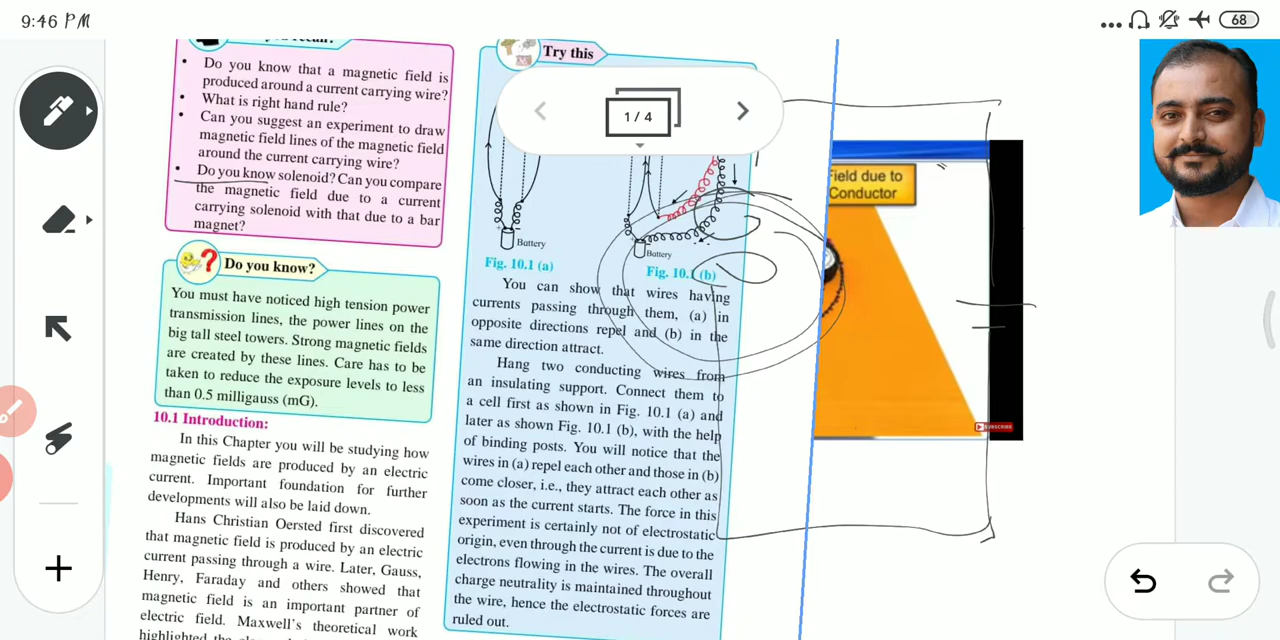 9:46 PM
68
you recall?
• Do you know that a magnetic field is
produced around a current carrying wire?
• What is right hand rule?
• Can you suggest an experiment to draw
magnetic field lines of the magnetic field
around the current carrying wire?
• Do you know solenoid? Can you compare
the magnetic field due to a current
carrying solenoid with that due to a bar
magnet?
Do you know?
You must have noticed high tension power
transmission lines, the power lines on the
big tall steel towers. Strong magnetic fields
are created by these lines. Care has to be
taken to reduce the exposure levels to less
than 0.5 milligauss (mG).
10.1 Introduction:
In this Chapter you will be studying how
magnetic fields are produced by an electric
current. Important foundation for further
developments will also be laid down.
Hans Christian Oersted first discovered
that magnetic field is produced by an electric
current passing through a wire. Later, Gauss,
Henry, Faraday and others showed that
magnetic field is an important partner of
electric field. Maxwell's theoretical work
highlighted the
Try this
1 / 4
Battery
Battery
Fig. 10.1 (a)
Fig. 10.1 (b)
You can show that wires having
currents passing through them, (a) in
opposite directions repel and (b) in the
same direction attract.
Hang two conducting wires from
an insulating support. Connect them to
a cell first as shown in Fig. 10.1 (a) and
later as shown Fig. 10.1 (b), with the help
of binding posts. You will notice that the
wires in (a) repel each other and those in (b)
come closer, i.e., they attract each other as
soon as the current starts. The force in this
experiment is certainly not of electrostatic
origin, even through the current is due to the
electrons flowing in the wires. The overall
charge neutrality is maintained throughout
the wire, hence the electrostatic forces are
ruled out.
Field due to
Conductor
SUBSCRIBE